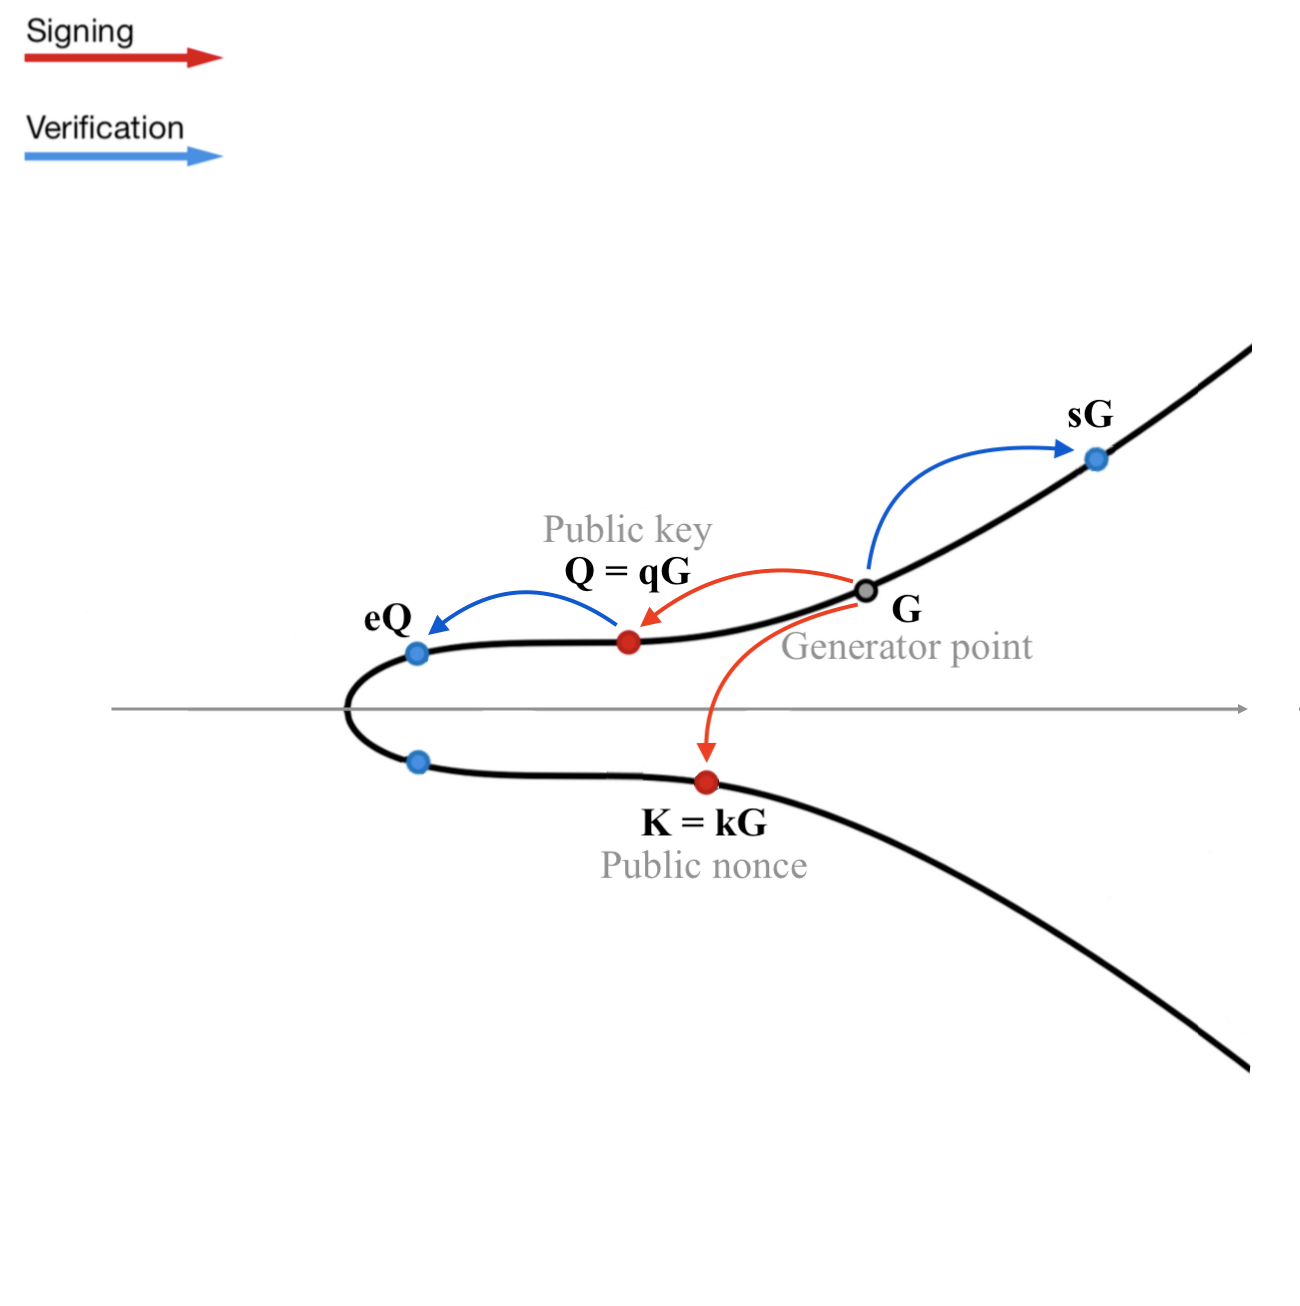 Signing
Verification
sG
Public key
Q = qG
eQ
G
Generator point
K = kG
Public nonce